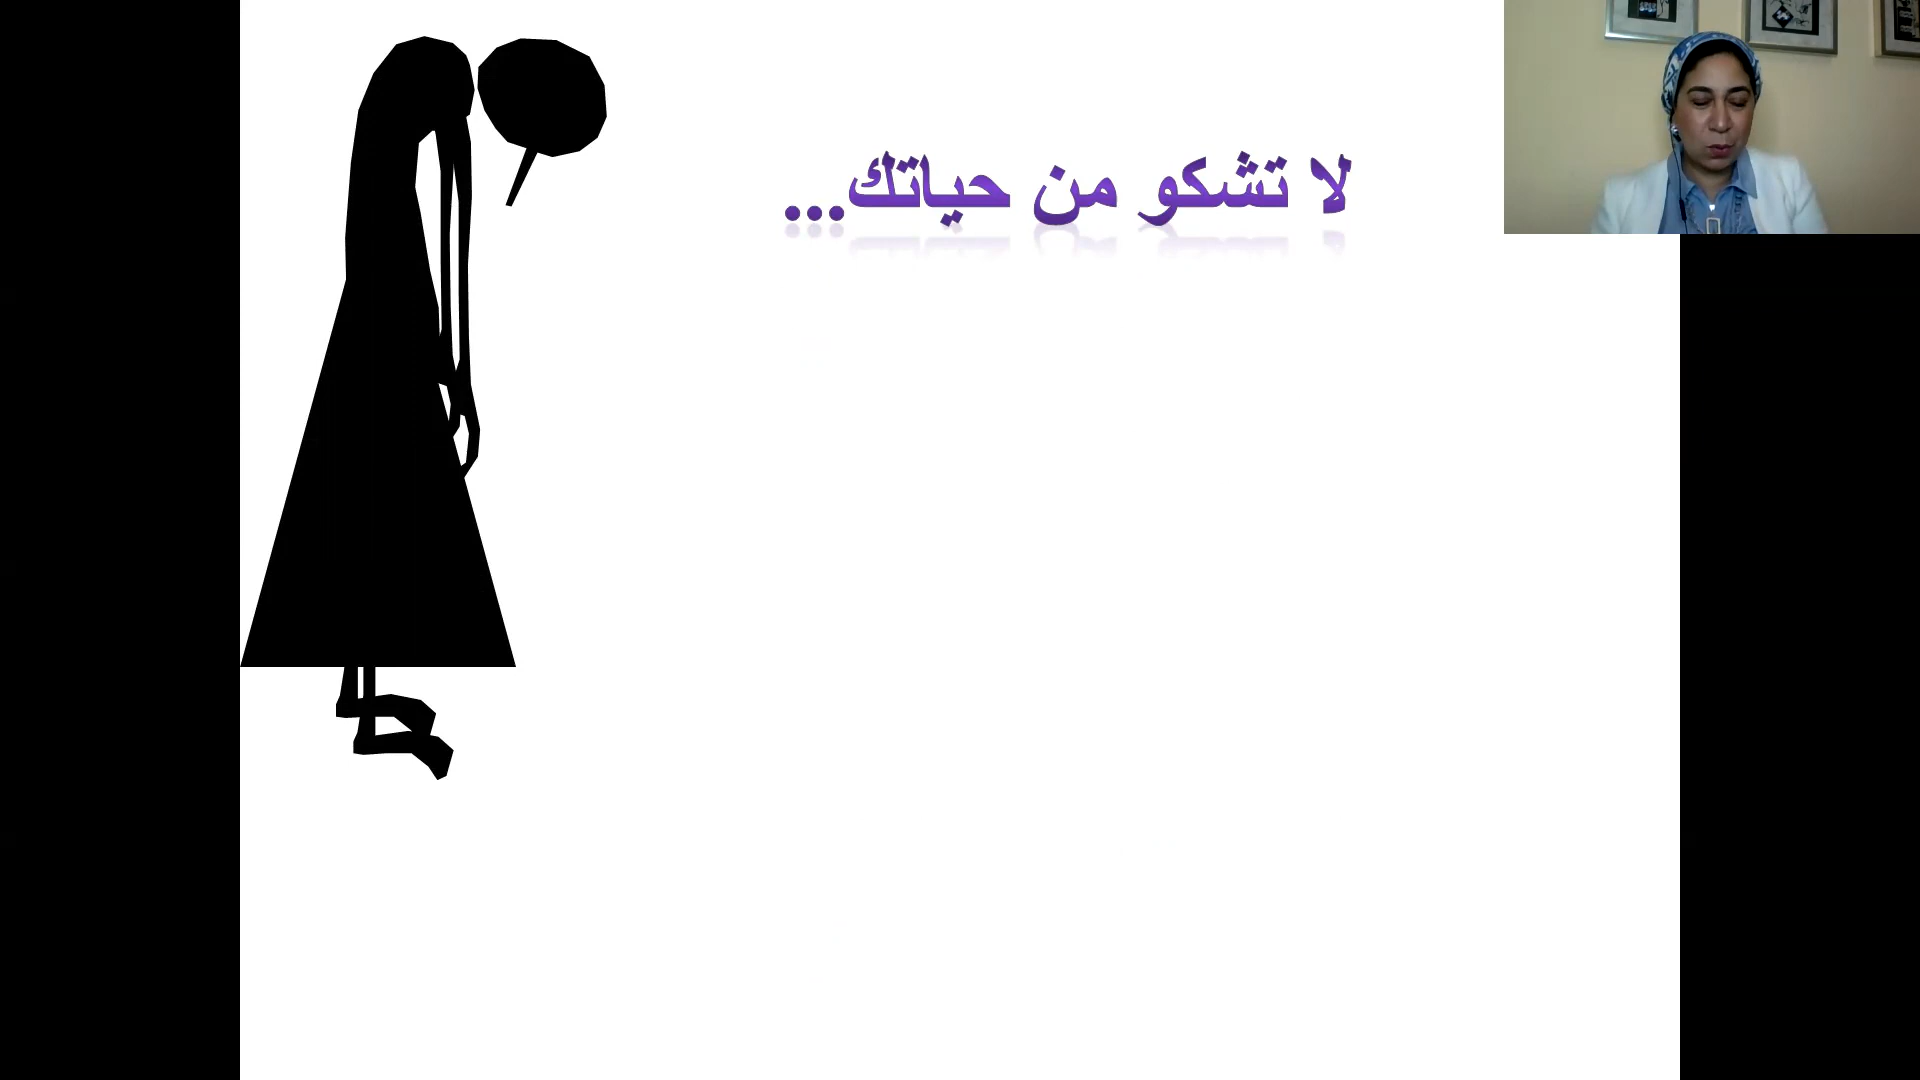 لا تشكو من حياتك...